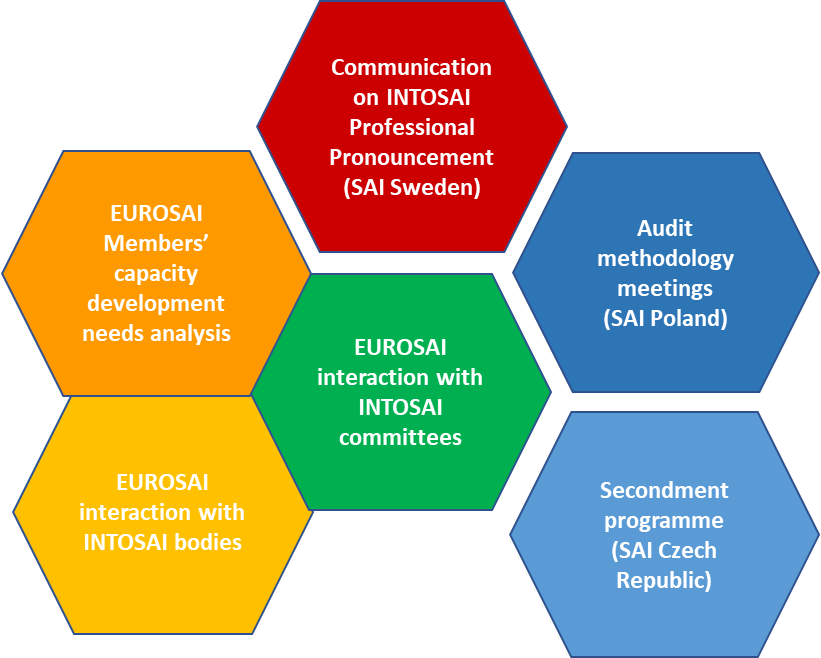 Communication
on INTOSAI
Professional
Pronouncement
(SAI Sweden)
EUROSAI
Members’
capacity
development
needs analysis
Audit
methodology
meetings
(SAI Poland)
EUROSAI
interaction with
INTOSAI
committees
EUROSAI
interaction with
INTOSAI bodies
Secondment
programme
(SAI Czech
Republic)